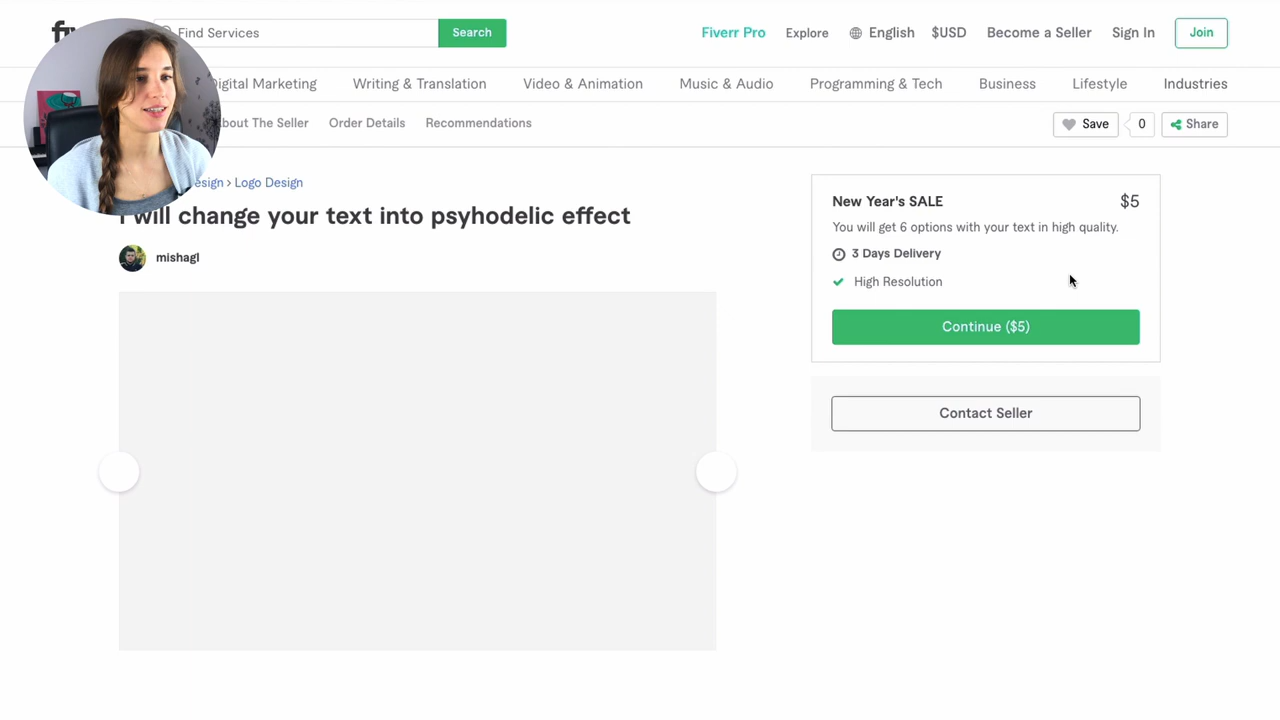 Find Services
Search
Fiverr Pro
Explore
English
$USD
Become a Seller
Sign In
Join
Digital Marketing
Writing & Translation
Video & Animation
Music & Audio
Programming & Tech
Business
Lifestyle
Industries
About The Seller
Order Details
Recommendations
Save
0
Share
› Logo Design
I will change your text into psyhodelic effect
mishagl
New Year's SALE
$5
You will get 6 options with your text in high quality.
3 Days Delivery
High Resolution
Continue ($5)
Contact Seller